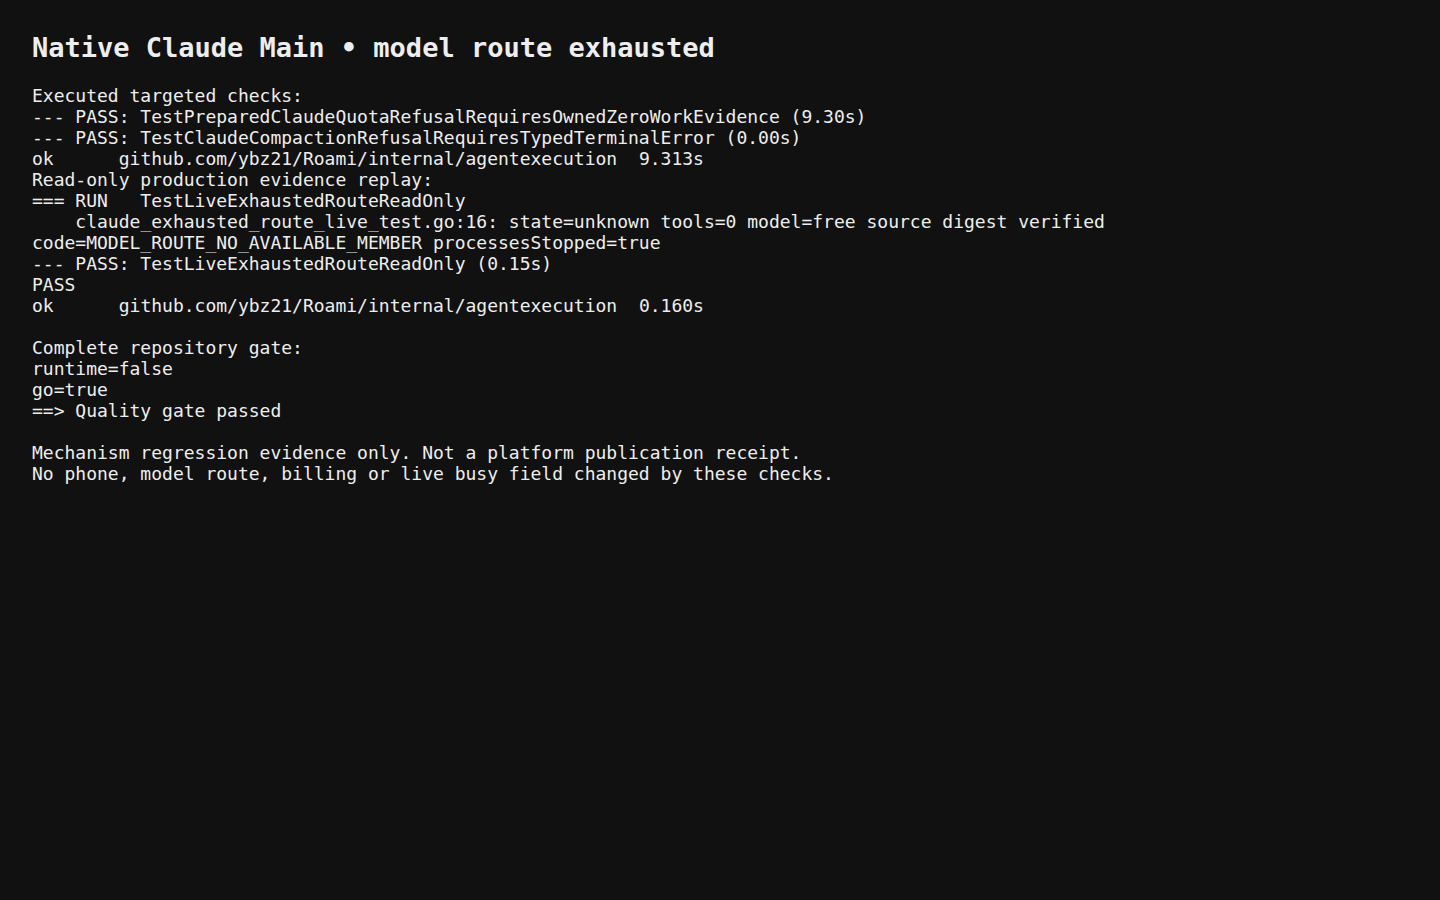 Native Claude Main • model route exhausted
Executed targeted checks:
--- PASS: TestPreparedClaudeQuotaRefusalRequiresOwnedZeroWorkEvidence (9.30s)
--- PASS: TestClaudeCompactionRefusalRequiresTypedTerminalError (0.00s)
ok      github.com/ybz21/Roami/internal/agentexecution  9.313s
Read-only production evidence replay:
=== RUN   TestLiveExhaustedRouteReadOnly
    claude_exhausted_route_live_test.go:16: state=unknown tools=0 model=free source digest verified
code=MODEL_ROUTE_NO_AVAILABLE_MEMBER processesStopped=true
--- PASS: TestLiveExhaustedRouteReadOnly (0.15s)
PASS
ok      github.com/ybz21/Roami/internal/agentexecution  0.160s
Complete repository gate:
runtime=false
go=true
==> Quality gate passed
Mechanism regression evidence only. Not a platform publication receipt.
No phone, model route, billing or live busy field changed by these checks.